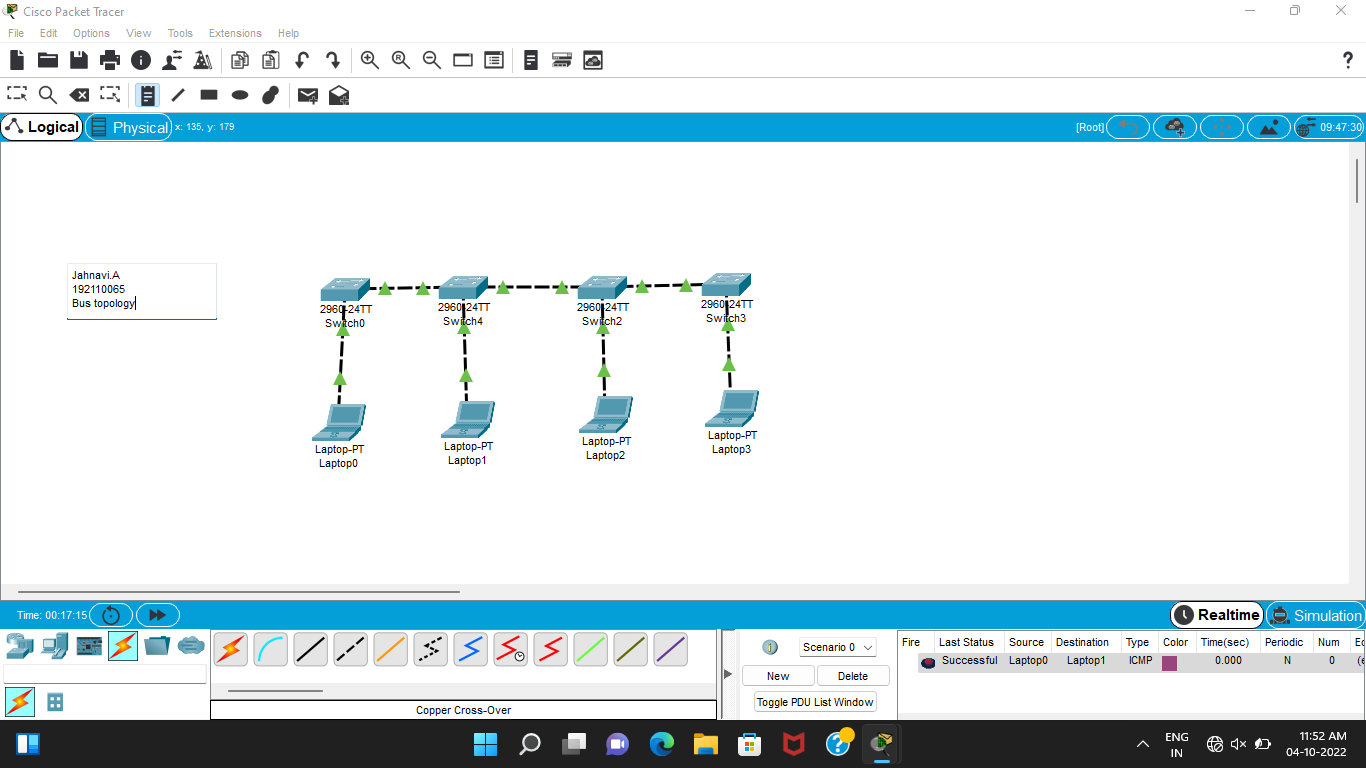 Cisco Packet Tracer
File Edit Options View Tools Extensions Help
Logical Physical x: 135, y: 179 [Root] 09:47:30
Jahnavi.A
192110065
Bus topology
2960-24TT 2960-24TT 2960-24TT 2960-24TT
Switch0 Switch4 Switch2 Switch3
Laptop-PT Laptop-PT Laptop-PT Laptop-PT
Laptop0 Laptop1 Laptop2 Laptop3
Time: 00:17:15 Realtime Simulation
Scenario 0
New Delete
Toggle PDU List Window
Copper Cross-Over
Fire Last Status Source Destination Type Color Time(sec) Periodic Num
Successful Laptop0 Laptop1 ICMP 0.000 N 0
ENG
IN
11:52 AM
04-10-2022